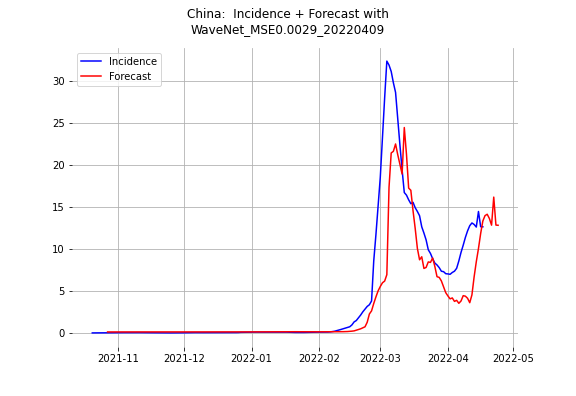 China:  Incidence + Forecast with
WaveNet_MSE0.0029_20220409
Incidence
Forecast
30
25
20
15
10
5
0
2021-11 2021-12 2022-01 2022-02 2022-03 2022-04 2022-05